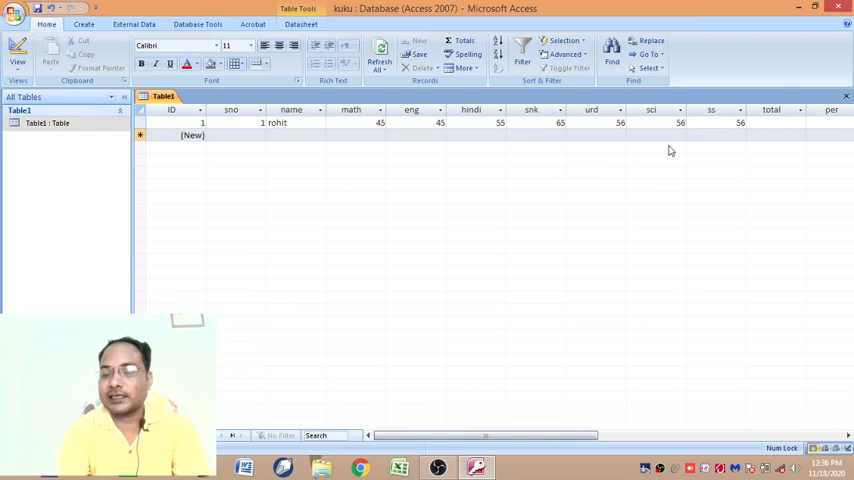 Table Tools
kuku : Database (Access 2007) - Microsoft Access
Home Create External Data Database Tools Acrobat Datasheet
View
Views
Paste
Cut
Copy
Format Painter
Clipboard
Calibri 11
B I U A
Font
Rich Text
Refresh All
New
Save
Delete
Totals
Spelling
More
Records
Filter
Selection
Advanced
Toggle Filter
Sort & Filter
Find
Replace
Go To
Select
Find
All Tables
Table1
Table1 : Table
Table1
ID sno name math eng hindi snk urd sci ss total per
1 1 rohit 45 45 55 65 56 56 56
(New)
No Filter Search
Num Lock
12:36 PM
11/18/2020